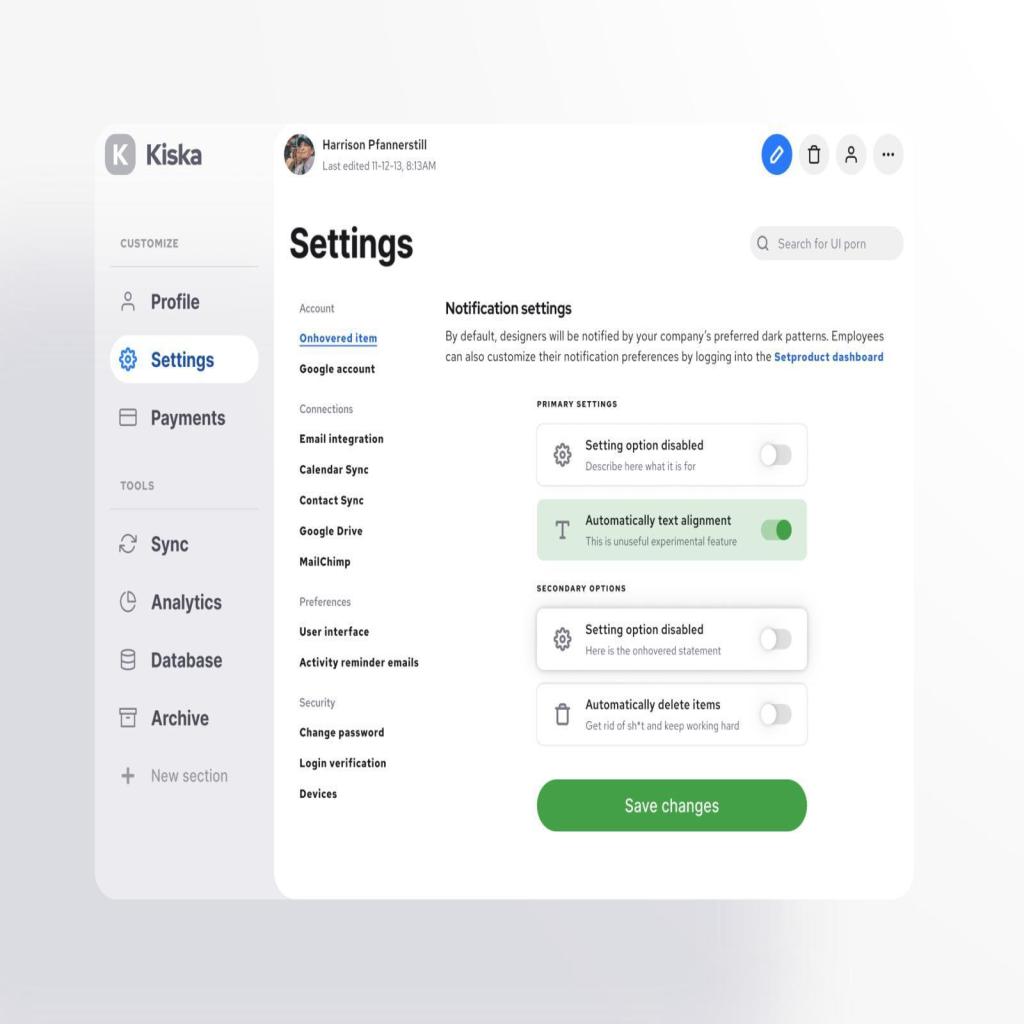 K Kiska
CUSTOMIZE
Profile
Settings
Payments
TOOLS
Sync
Analytics
Database
Archive
New section
Harrison Pfannerstill
Last edited 11-12-13, 8:13AM
Settings
Search for UI porn
Account
Onhovered item
Google account
Connections
Email integration
Calendar Sync
Contact Sync
Google Drive
MailChimp
Preferences
User interface
Activity reminder emails
Security
Change password
Login verification
Devices
Notification settings
By default, designers will be notified by your company's preferred dark patterns. Employees
can also customize their notification preferences by logging into the Setproduct dashboard
PRIMARY SETTINGS
Setting option disabled
Describe here what it is for
Automatically text alignment
This is unuseful experimental feature
SECONDARY OPTIONS
Setting option disabled
Here is the onhovered statement
Automatically delete items
Get rid of sh*t and keep working hard
Save changes